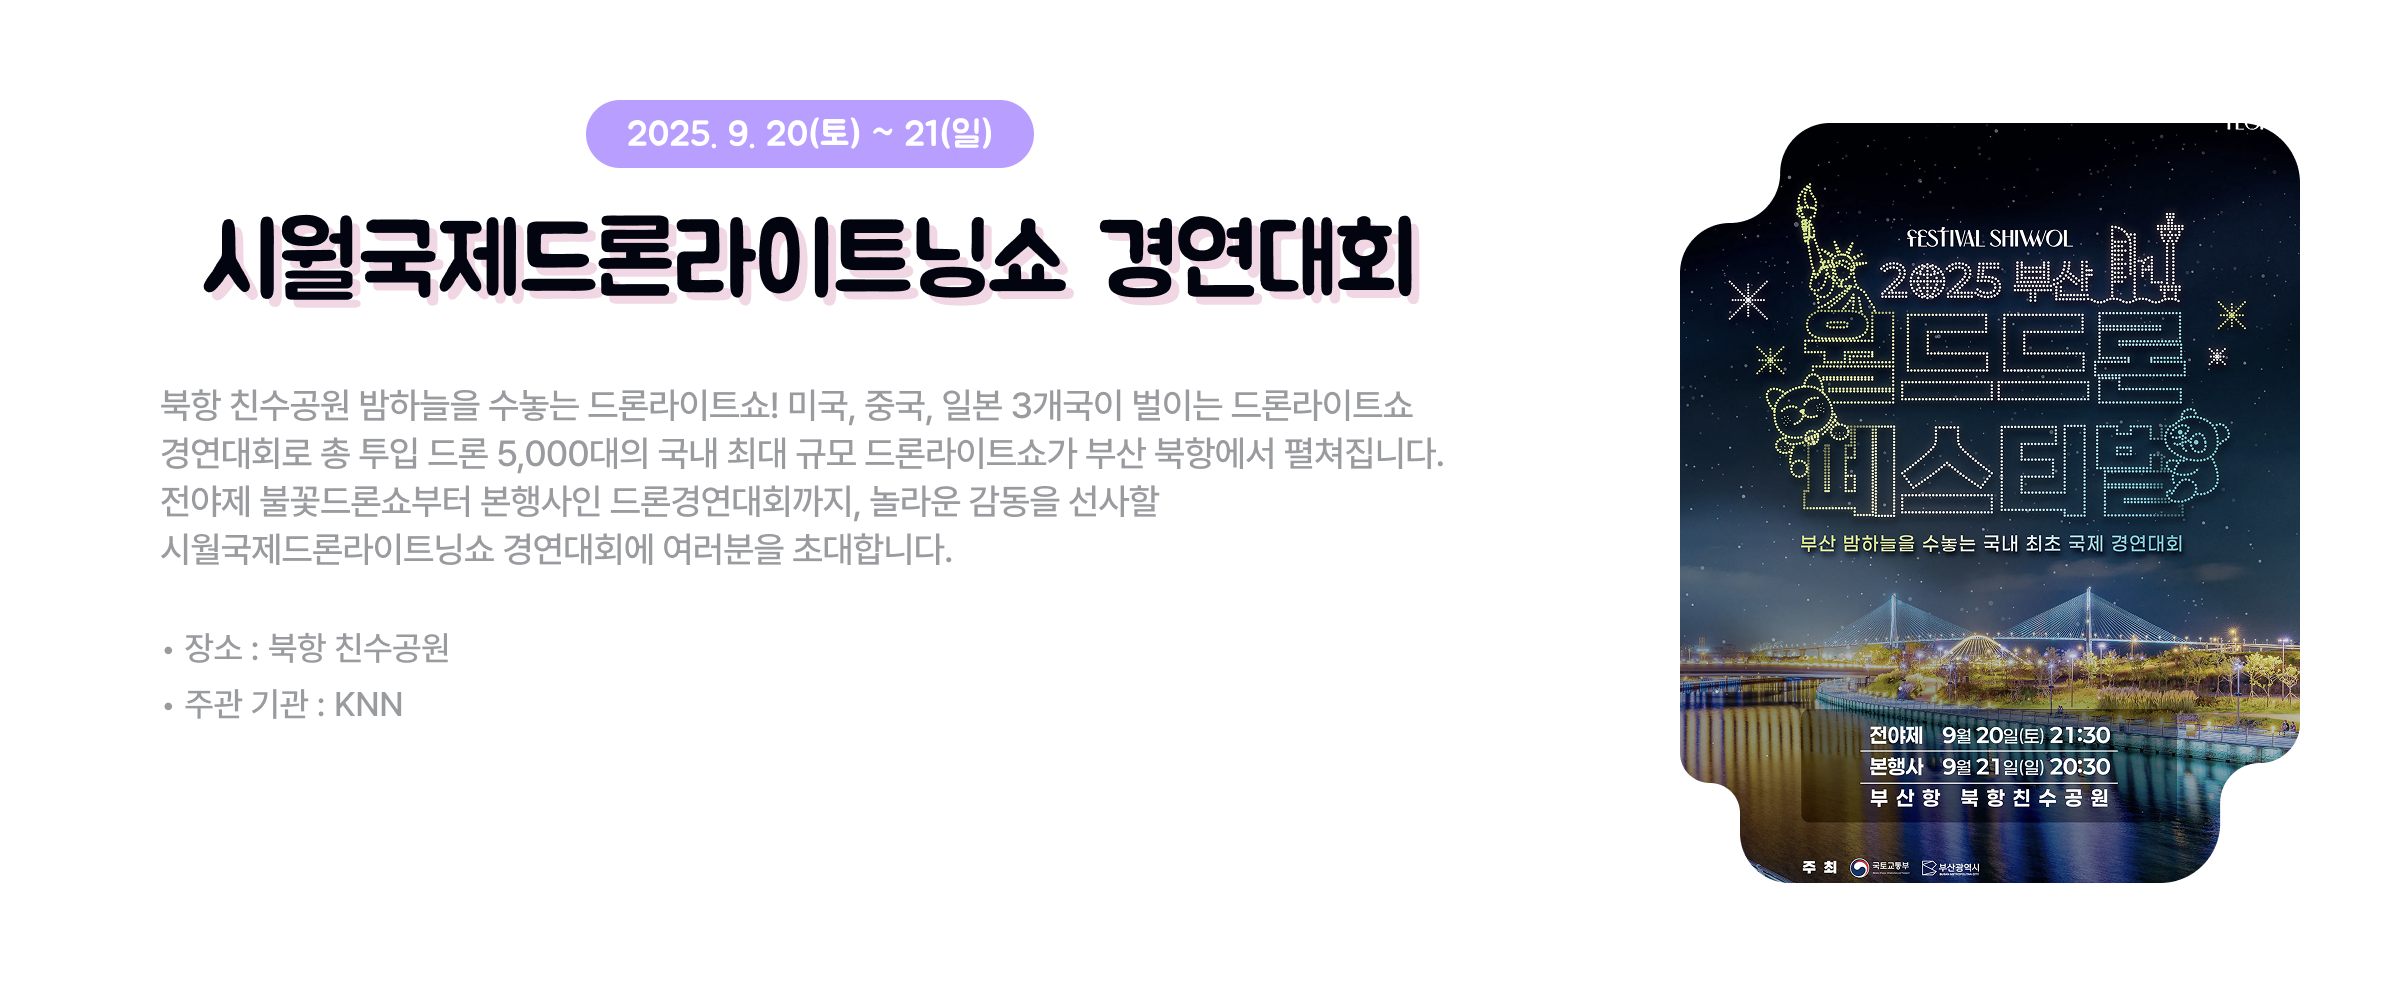 2025. 9. 20(토) ~ 21(일)
시월국제드론라이트닝쇼 경연대회
북항 친수공원 밤하늘을 수놓는 드론라이트쇼! 미국, 중국, 일본 3개국이 벌이는 드론라이트쇼
경연대회로 총 투입 드론 5,000대의 국내 최대 규모 드론라이트쇼가 부산 북항에서 펼쳐집니다.
전야제 불꽃드론쇼부터 본행사인 드론경연대회까지, 놀라운 감동을 선사할
시월국제드론라이트닝쇼 경연대회에 여러분을 초대합니다.
• 장소 : 북항 친수공원
• 주관 기관 : KNN
FESTIVAL SHIWOL
2025 부산
월드드론
페스티벌
부산 밤하늘을 수놓는 국내 최초 국제 경연대회
전야제 9월 20일(토) 21:30
본행사 9월 21일(일) 20:30
부산항 북항친수공원
주최 국토교통부 부산광역시